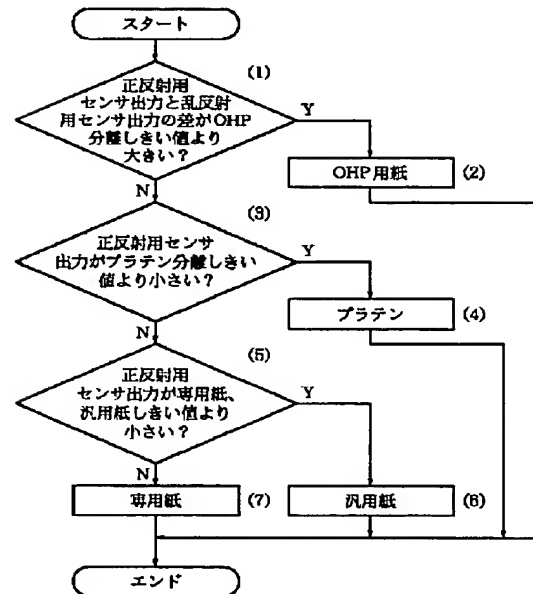 スタート
(1)
正反射用
センサ出力と乱反射
用センサ出力の差がOHP
分離しきい値より
大きい？
Y
N
OHP用紙
(2)
(3)
正反射用センサ
出力がプラテン分離しきい
値より小さい？
Y
N
プラテン
(4)
(5)
正反射用
センサ出力が専用紙、
汎用紙しきい値より
小さい？
Y
N
専用紙
(7)
汎用紙
(6)
エンド